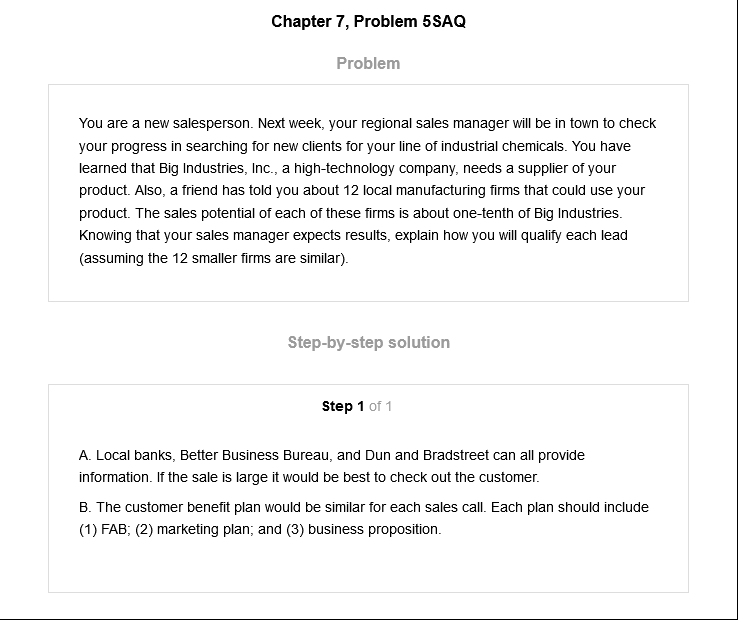 Chapter 7, Problem 5SAQ
Problem
You are a new salesperson. Next week, your regional sales manager will be in town to check
your progress in searching for new clients for your line of industrial chemicals. You have
learned that Big Industries, Inc., a high-technology company, needs a supplier of your
product. Also, a friend has told you about 12 local manufacturing firms that could use your
product. The sales potential of each of these firms is about one-tenth of Big Industries.
Knowing that your sales manager expects results, explain how you will qualify each lead
(assuming the 12 smaller firms are similar).
Step-by-step solution
Step 1 of 1
A. Local banks, Better Business Bureau, and Dun and Bradstreet can all provide
information. If the sale is large it would be best to check out the customer.
B. The customer benefit plan would be similar for each sales call. Each plan should include
(1) FAB; (2) marketing plan; and (3) business proposition.